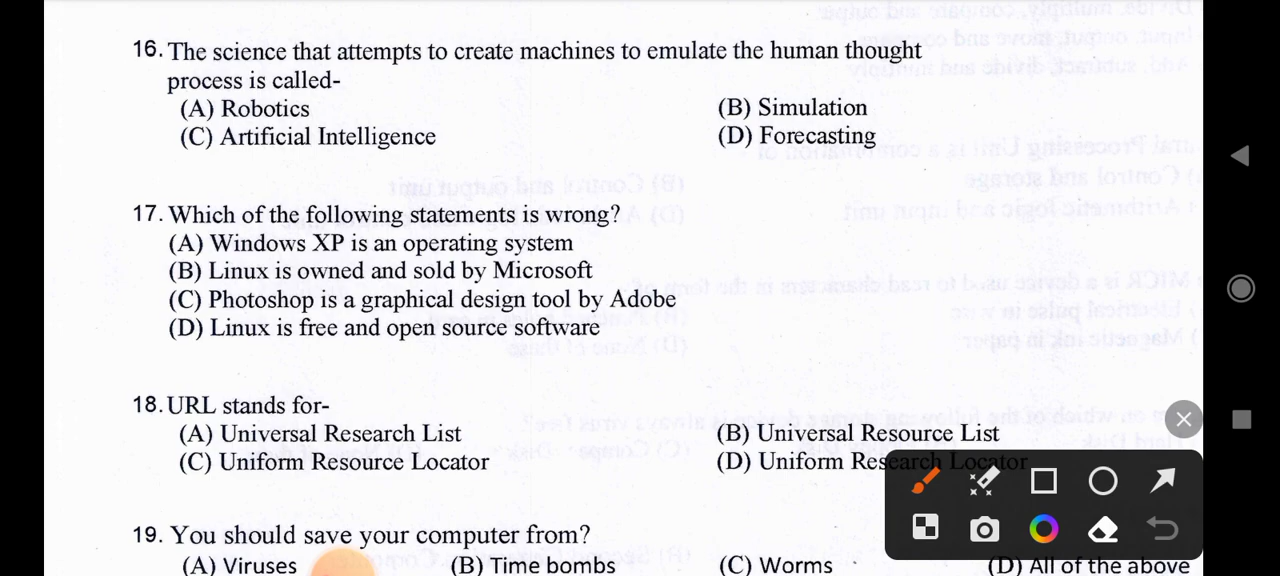 16. The science that attempts to create machines to emulate the human thought
process is called-
(A) Robotics
(B) Simulation
(C) Artificial Intelligence
(D) Forecasting
17. Which of the following statements is wrong?
(A) Windows XP is an operating system
(B) Linux is owned and sold by Microsoft
(C) Photoshop is a graphical design tool by Adobe
(D) Linux is free and open source software
18. URL stands for-
(A) Universal Research List
(B) Universal Resource List
(C) Uniform Resource Locator
(D) Uniform Research Locator
19. You should save your computer from?
(A) Viruses
(B) Time bombs
(C) Worms
(D) All of the above